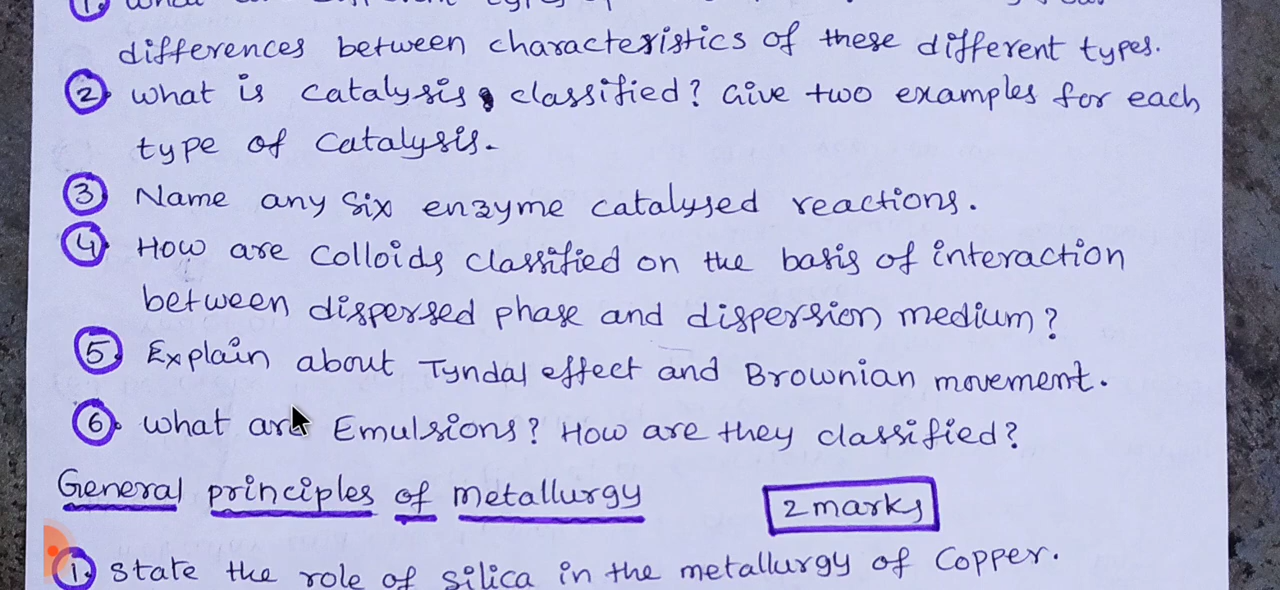 1.
differences between characteristics of these different types.
2. What is catalysis, classified? Give two examples for each
type of Catalysis.
3. Name any Six enzyme catalysed reactions.
4. How are Colloids classified on the basis of interaction
between dispersed phase and dispersion medium?
5. Explain about Tyndal effect and Brownian movement.
6. What are Emulsions? How are they classified?
General principles of metallurgy 2 marks
1. State the role of silica in the metallurgy of Copper.